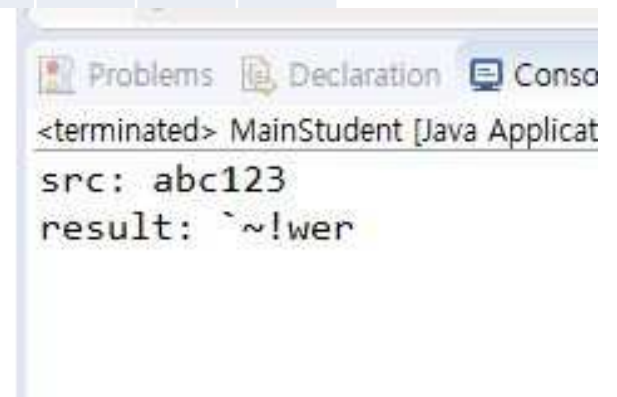 Problems Declaration Conso
<terminated> MainStudent [Java Applicat
src: abc123
result: `~!wer